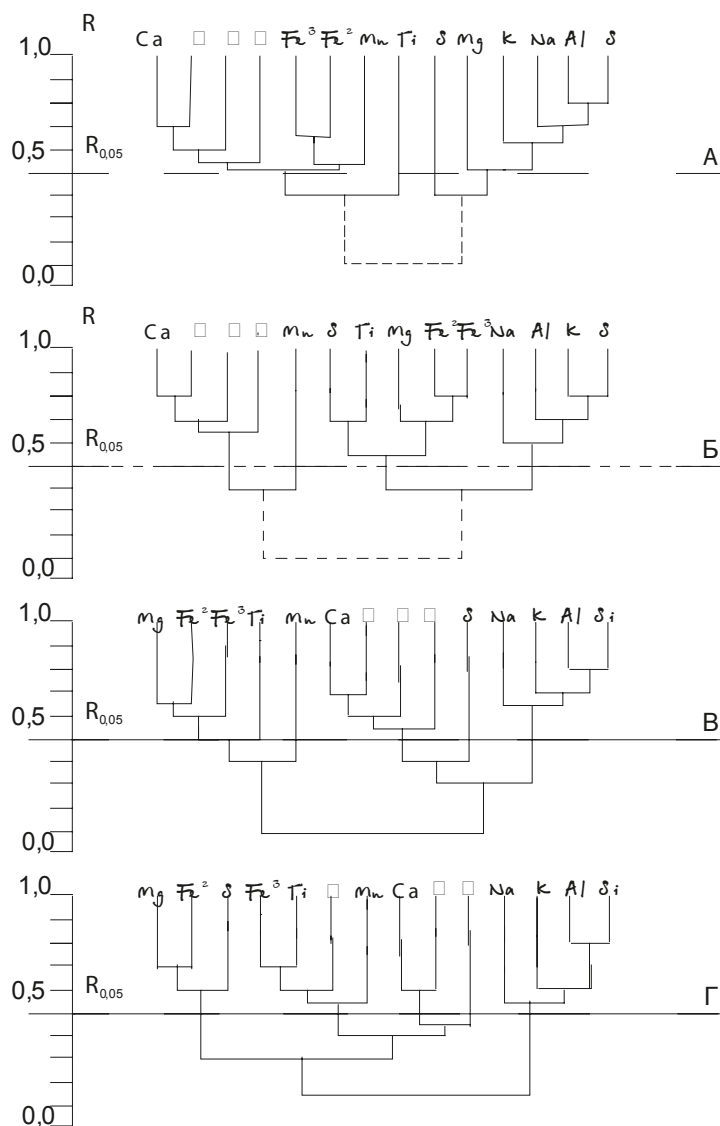 R
Ca □ □ □ Fe³ Fe² Mn Ti S Mg K Na Al S
1,0
0,5
R0,05
А
0,0
R
Ca □ □ □ Mn S Ti Mg Fe² Fe³ Na Al K S
1,0
0,5
R0,05
Б
0,0
Mg Fe² Fe³ Ti Mn Ca □ □ □ S Na K Al Si
1,0
0,5
R0,05
В
0,0
Mg Fe² S Fe³ Ti □ Mn Ca □ □ Na K Al Si
1,0
0,5
R0,05
Г
0,0